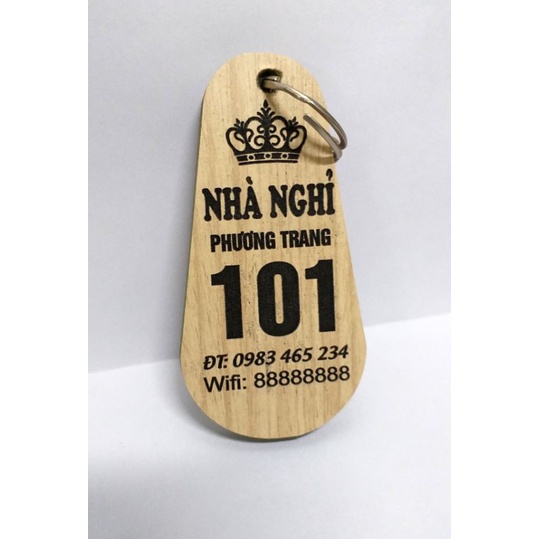 NHÀ NGHỈ
PHƯƠNG TRANG
101
ĐT: 0983 465 234
Wifi: 88888888